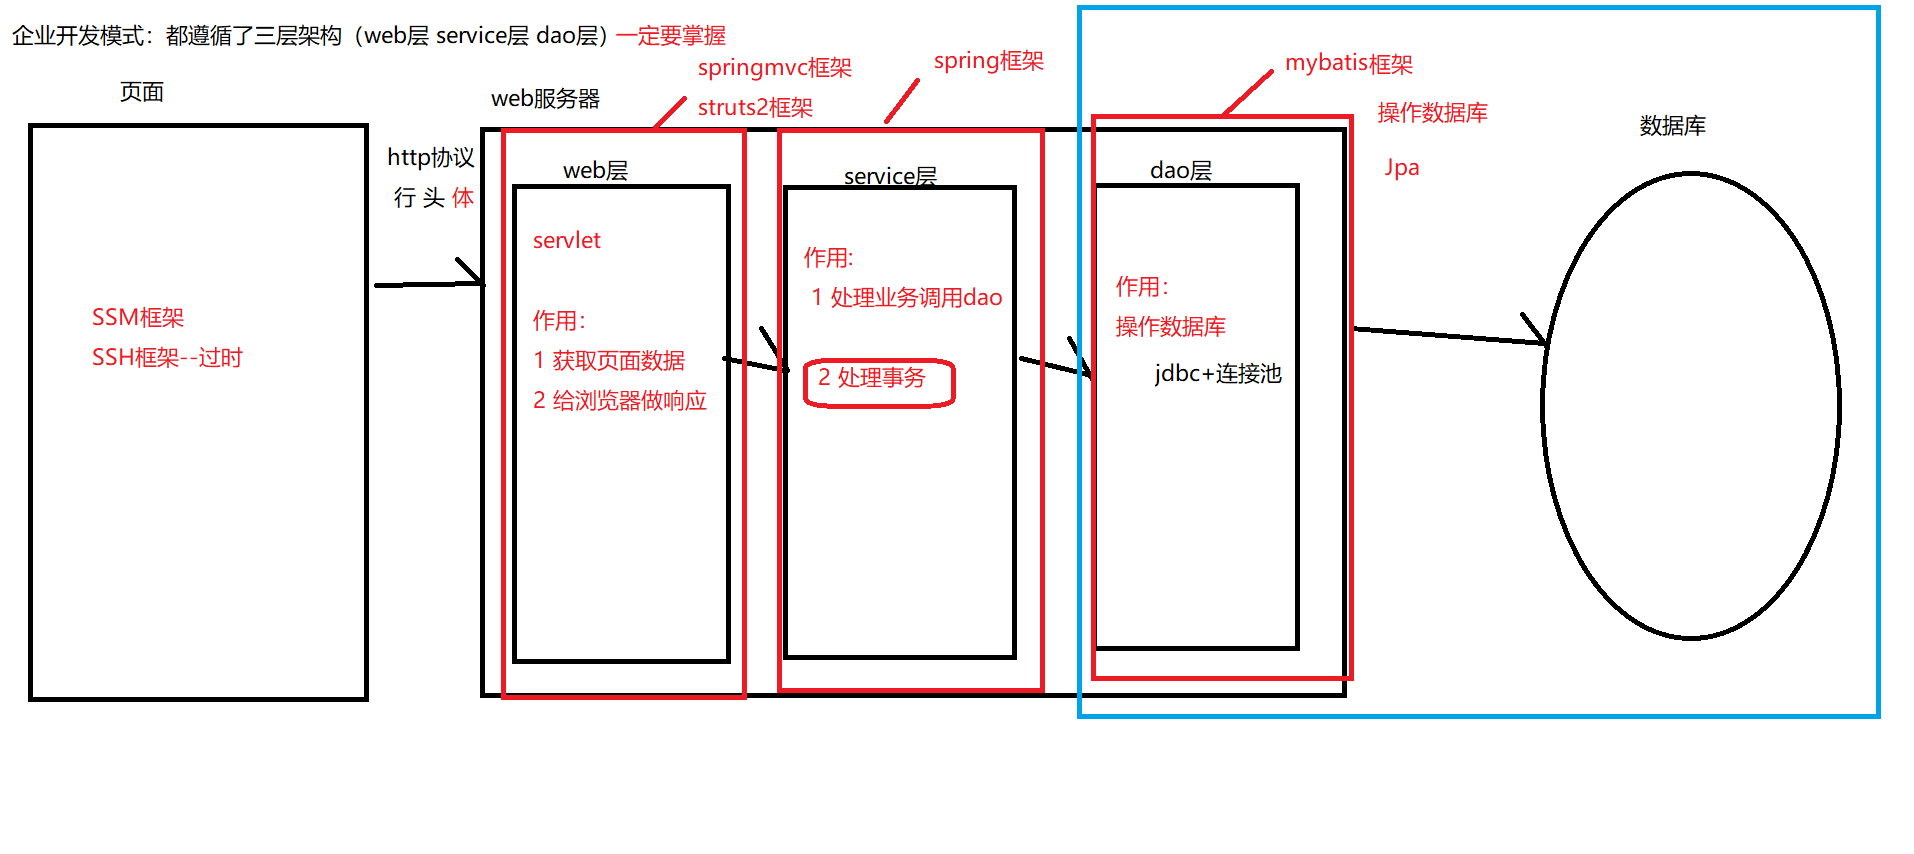 企业开发模式：都遵循了三层架构（web层 service层 dao层) 一定要掌握
页面
web服务器
springmvc框架
struts2框架
spring框架
mybatis框架
操作数据库
Jpa
数据库
http协议
行 头 体
SSM框架
SSH框架--过时
web层
servlet
作用：
1 获取页面数据
2 给浏览器做响应
service层
作用:
1 处理业务调用dao
2 处理事务
dao层
作用：
操作数据库
jdbc+连接池